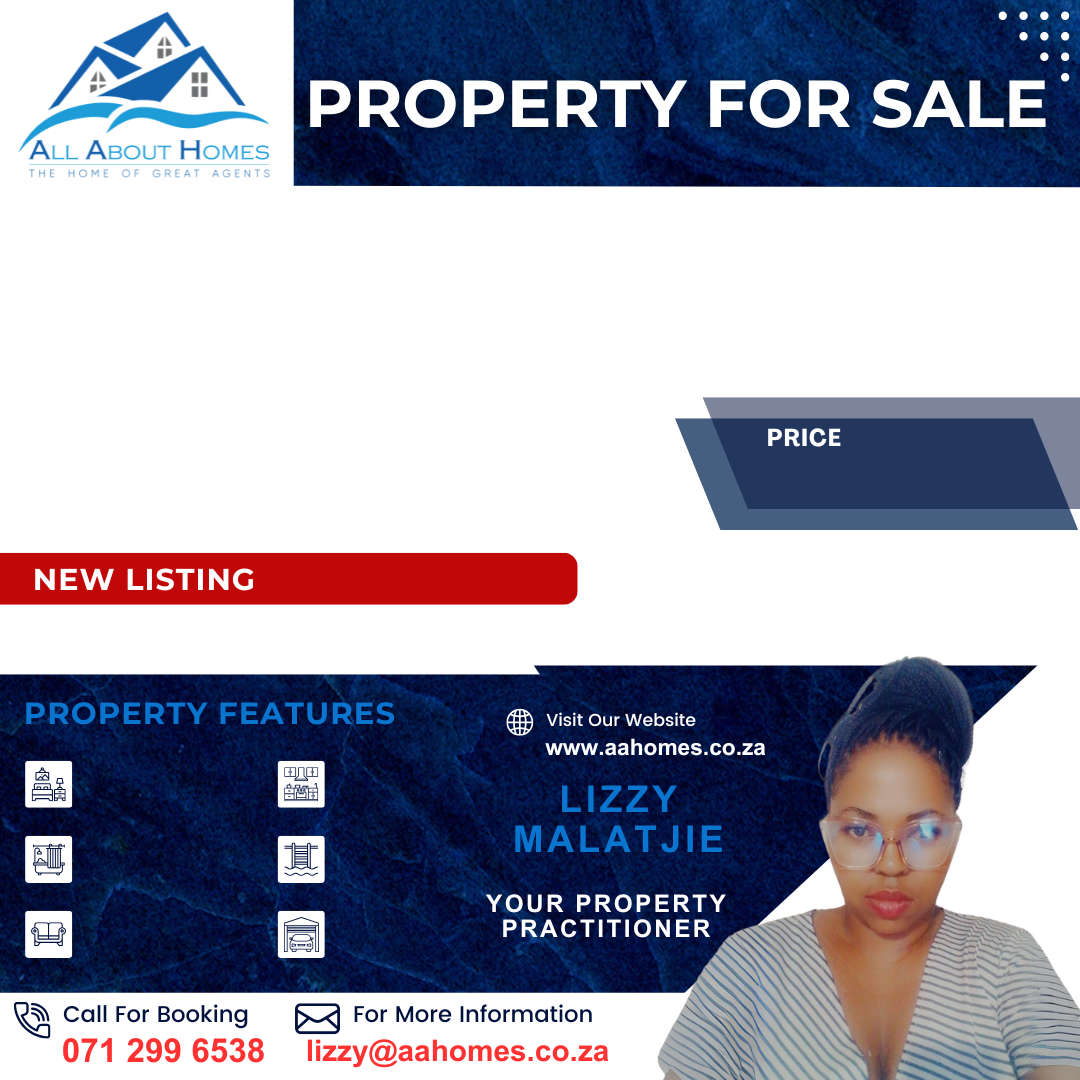 ALL ABOUT HOMES
THE HOME OF GREAT AGENTS
PROPERTY FOR SALE
PRICE
NEW LISTING
PROPERTY FEATURES
Visit Our Website
www.aahomes.co.za
LIZZY
MALATJIE
YOUR PROPERTY
PRACTITIONER
Call For Booking
071 299 6538
For More Information
lizzy@aahomes.co.za